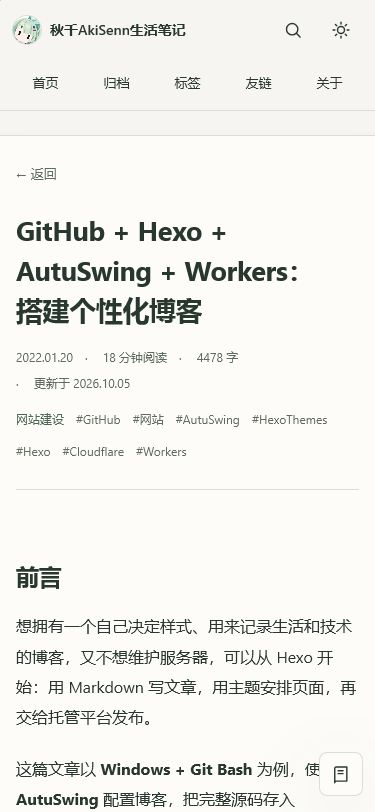 秋千AkiSenn生活笔记
首页 归档 标签 友链 关于
← 返回
GitHub + Hexo +
AutuSwing + Workers：
搭建个性化博客
2022.01.20 · 18 分钟阅读 · 4478 字
· 更新于 2026.10.05
网站建设 #GitHub #网站 #AutuSwing #HexoThemes
#Hexo #Cloudflare #Workers
前言
想拥有一个自己决定样式、用来记录生活和技术
的博客，又不想维护服务器，可以从 Hexo 开
始：用 Markdown 写文章，用主题安排页面，再
交给托管平台发布。
这篇文章以 Windows + Git Bash 为例，使
AutuSwing 配置博客，把完整源码存入